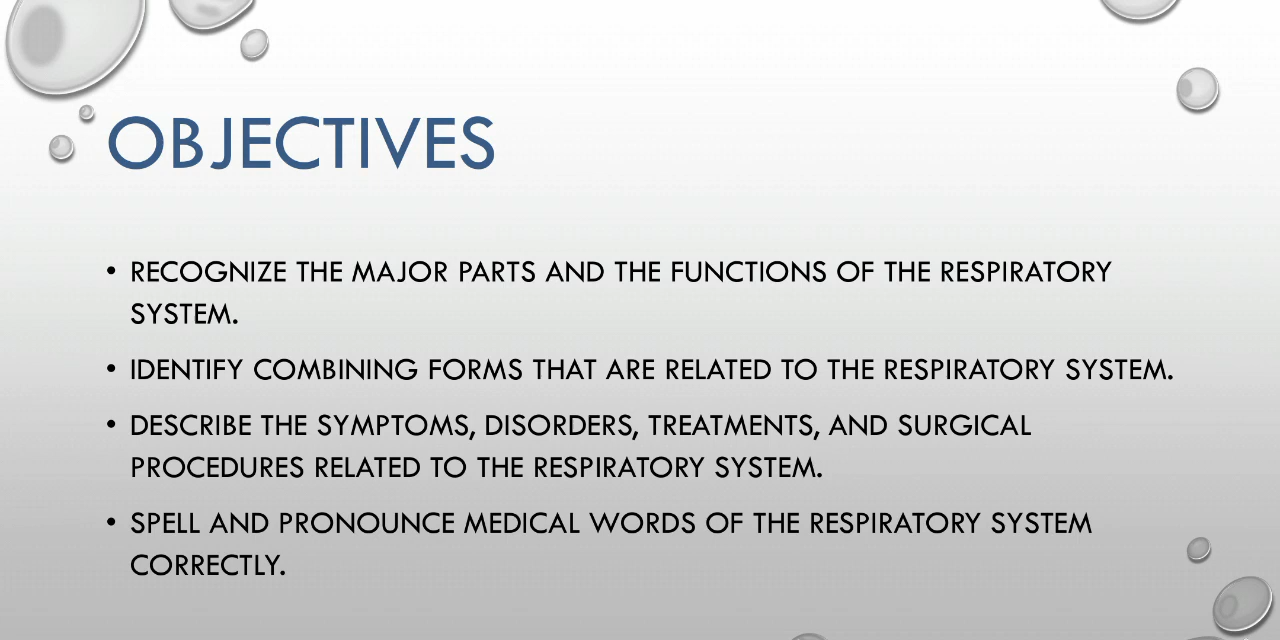 OBJECTIVES
• RECOGNIZE THE MAJOR PARTS AND THE FUNCTIONS OF THE RESPIRATORY
SYSTEM.
• IDENTIFY COMBINING FORMS THAT ARE RELATED TO THE RESPIRATORY SYSTEM.
• DESCRIBE THE SYMPTOMS, DISORDERS, TREATMENTS, AND SURGICAL
PROCEDURES RELATED TO THE RESPIRATORY SYSTEM.
• SPELL AND PRONOUNCE MEDICAL WORDS OF THE RESPIRATORY SYSTEM
CORRECTLY.